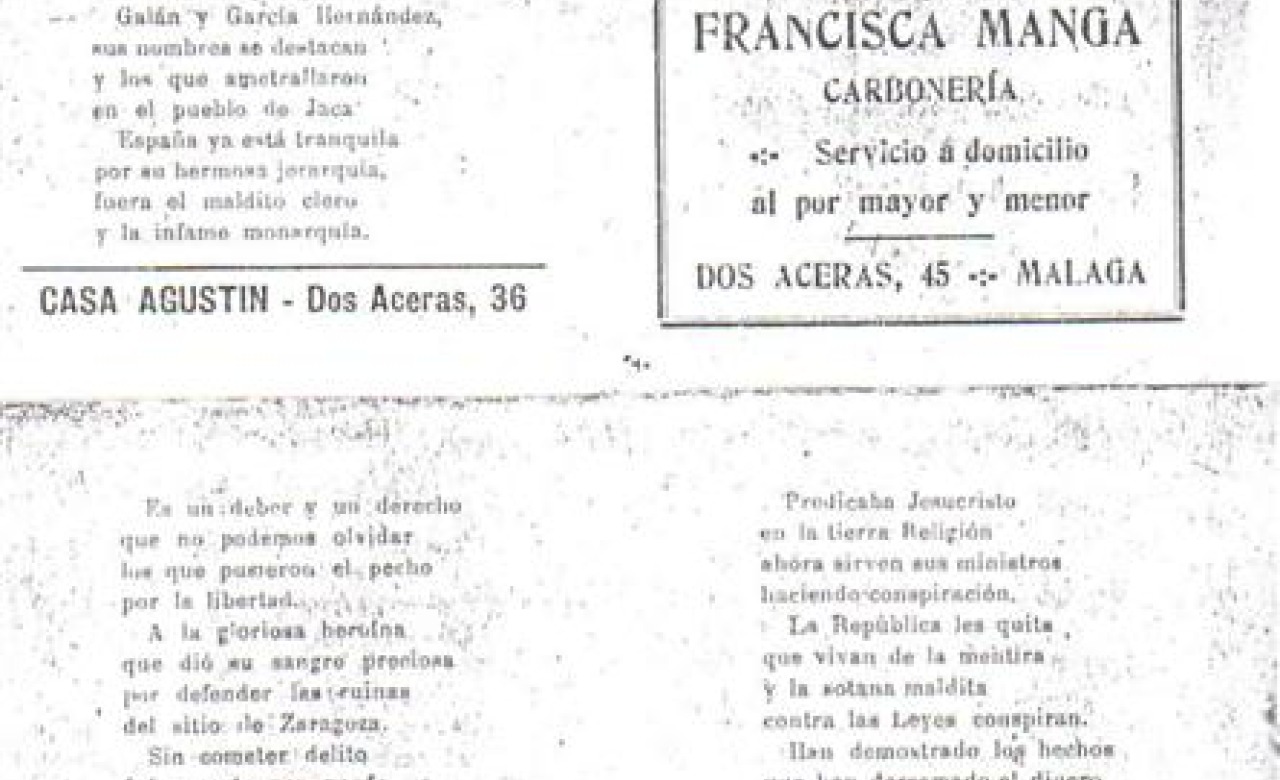 Galán y García Hernández,
sus nombres se destacan
y los que ametrallaron
en el pueblo de Jaca
España ya está tranquila
por su hermosa jerarquía,
fuera el maldito clero
y la infame monarquía.
CASA AGUSTIN - Dos Aceras, 36
FRANCISCA MANGA
CARBONERÍA
-:- Servicio á domicilio
al por mayor y menor
DOS ACERAS, 45 -:- MALAGA
Es un deber y un derecho
que no podemos olvidar
los que pusieron el pecho
por la libertad.
A la gloriosa heroína
que dió su sangre preciosa
por defender las ruinas
del sitio de Zaragoza.
Sin cometer delito
Predicaba Jesucristo
en la tierra Religión
ahora sirven sus ministros
haciendo conspiración.
La República les quita
que vivan de la mentira
y la sotana maldita
contra las Leyes conspiran.
Han demostrado los hechos
que han derramado el dinero